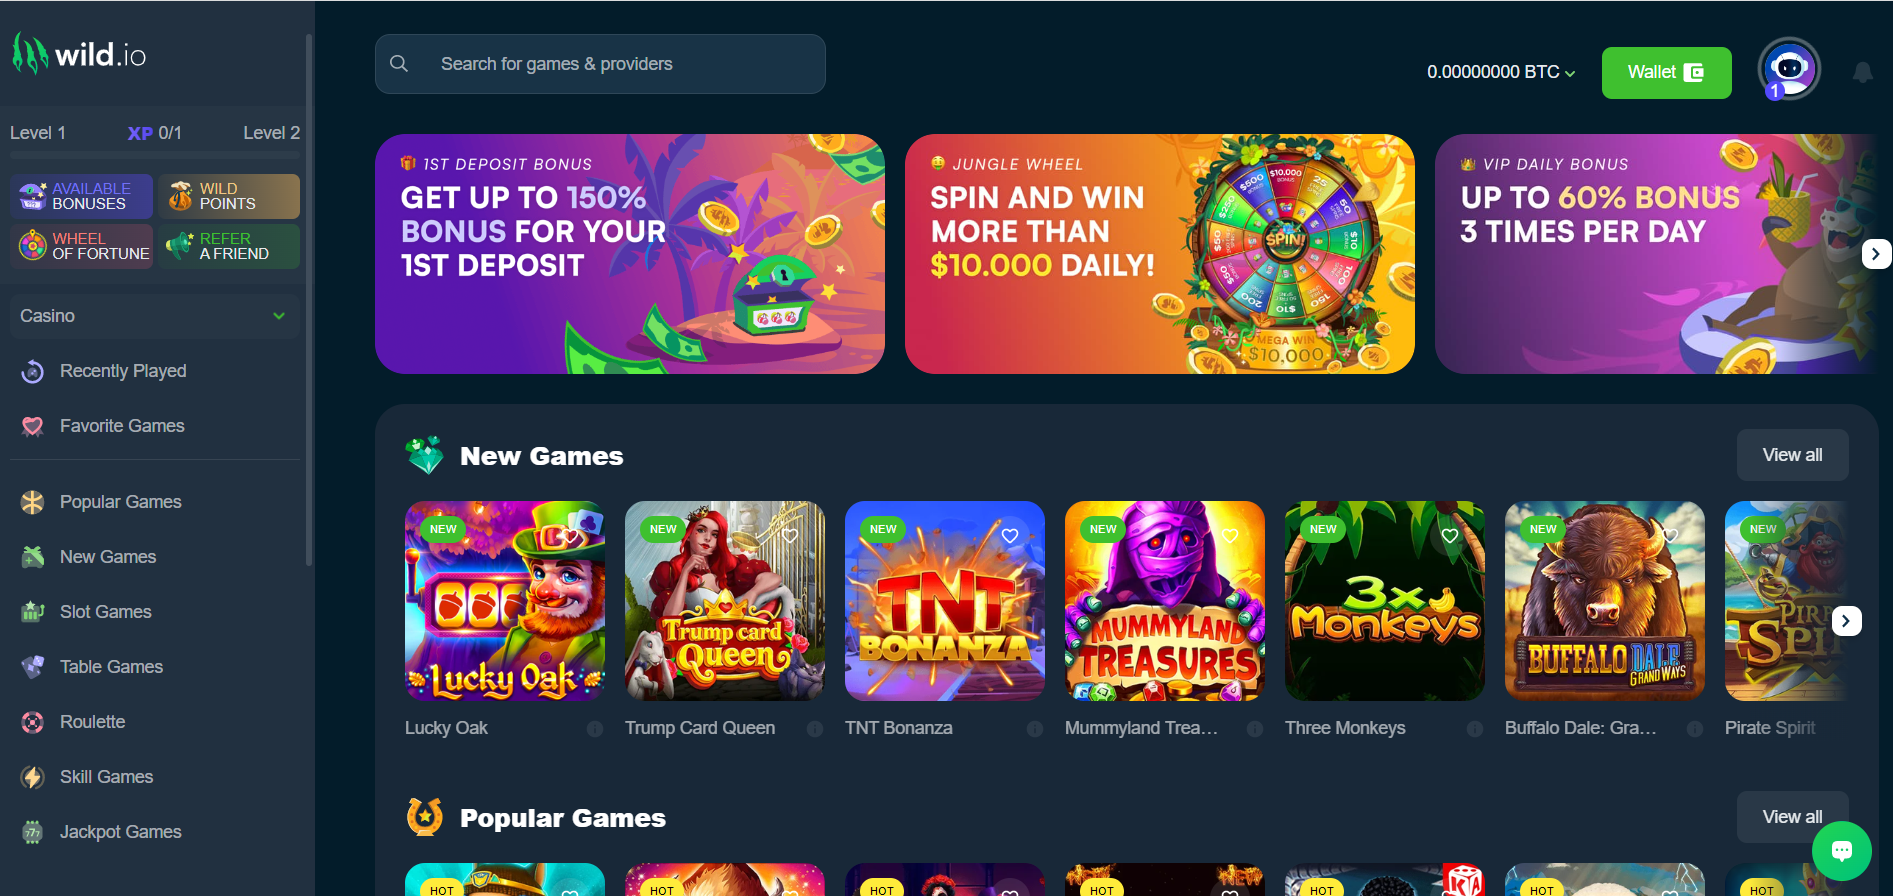 wild.io
Level 1 XP 0/1 Level 2
AVAILABLE
BONUSES
WILD
POINTS
WHEEL
OF FORTUNE
REFER
A FRIEND
Casino
Recently Played
Favorite Games
Popular Games
New Games
Slot Games
Table Games
Roulette
Skill Games
Jackpot Games
Search for games & providers
0.00000000 BTC
Wallet
1
1ST DEPOSIT BONUS
GET UP TO 150%
BONUS FOR YOUR
1ST DEPOSIT
JUNGLE WHEEL
SPIN AND WIN
MORE THAN
$10.000 DAILY!
SPIN!
MEGA WIN
$10,000
VIP DAILY BONUS
UP TO 60% BONUS
3 TIMES PER DAY
New Games
View all
NEW
Lucky Oak
Lucky Oak
NEW
Trump card
Queen
Trump Card Queen
NEW
TNT
BONANZA
TNT Bonanza
NEW
MUMMYLAND
TREASURES
Mummyland Trea...
NEW
3x
Monkeys
Three Monkeys
NEW
BUFFALO DALE
GRANDWAYS
Buffalo Dale: Gra...
NEW
Pirate Spirit
Popular Games
View all
HOT
HOT
HOT
HOT
HOT
HOT
HOT